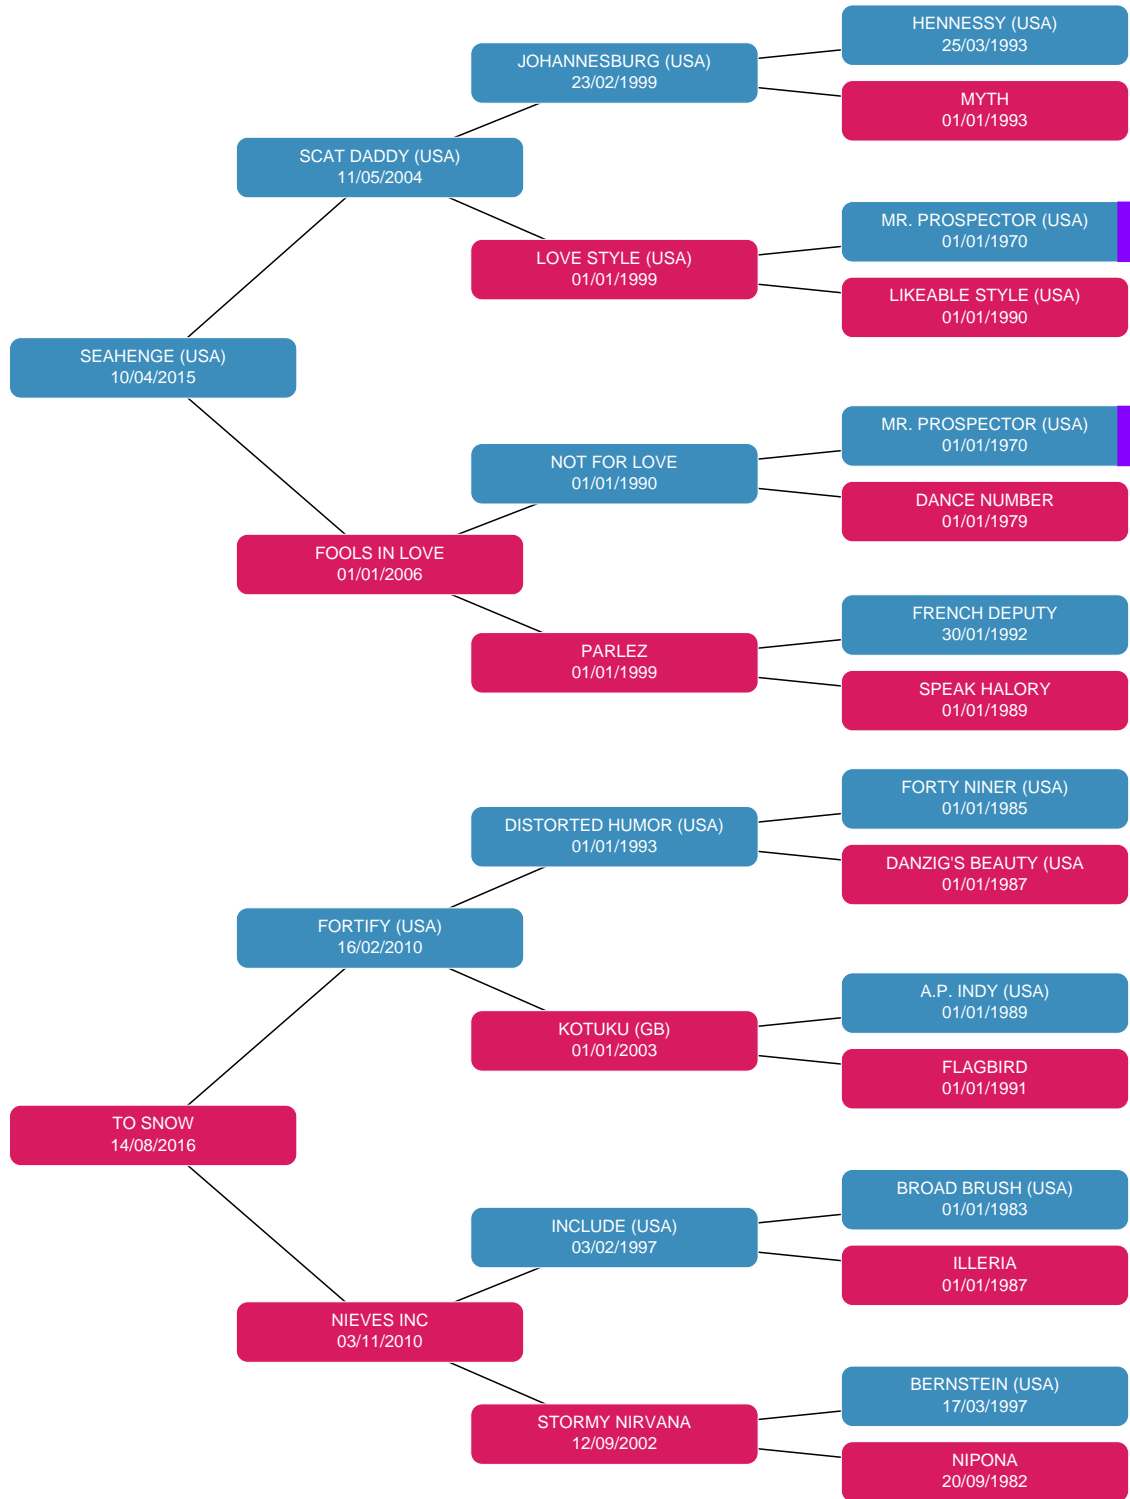 HENNESSY (USA)
25/03/1993
JOHANNESBURG (USA)
23/02/1999
MYTH
01/01/1993
SCAT DADDY (USA)
11/05/2004
MR. PROSPECTOR (USA)
01/01/1970
LOVE STYLE (USA)
01/01/1999
LIKEABLE STYLE (USA)
01/01/1990
SEAHENGE (USA)
10/04/2015
MR. PROSPECTOR (USA)
01/01/1970
NOT FOR LOVE
01/01/1990
DANCE NUMBER
01/01/1979
FOOLS IN LOVE
01/01/2006
FRENCH DEPUTY
30/01/1992
PARLEZ
01/01/1999
SPEAK HALORY
01/01/1989
FORTY NINER (USA)
01/01/1985
DISTORTED HUMOR (USA)
01/01/1993
DANZIG'S BEAUTY (USA
01/01/1987
FORTIFY (USA)
16/02/2010
A.P. INDY (USA)
01/01/1989
KOTUKU (GB)
01/01/2003
FLAGBIRD
01/01/1991
TO SNOW
14/08/2016
BROAD BRUSH (USA)
01/01/1983
INCLUDE (USA)
03/02/1997
ILLERIA
01/01/1987
NIEVES INC
03/11/2010
BERNSTEIN (USA)
17/03/1997
STORMY NIRVANA
12/09/2002
NIPONA
20/09/1982